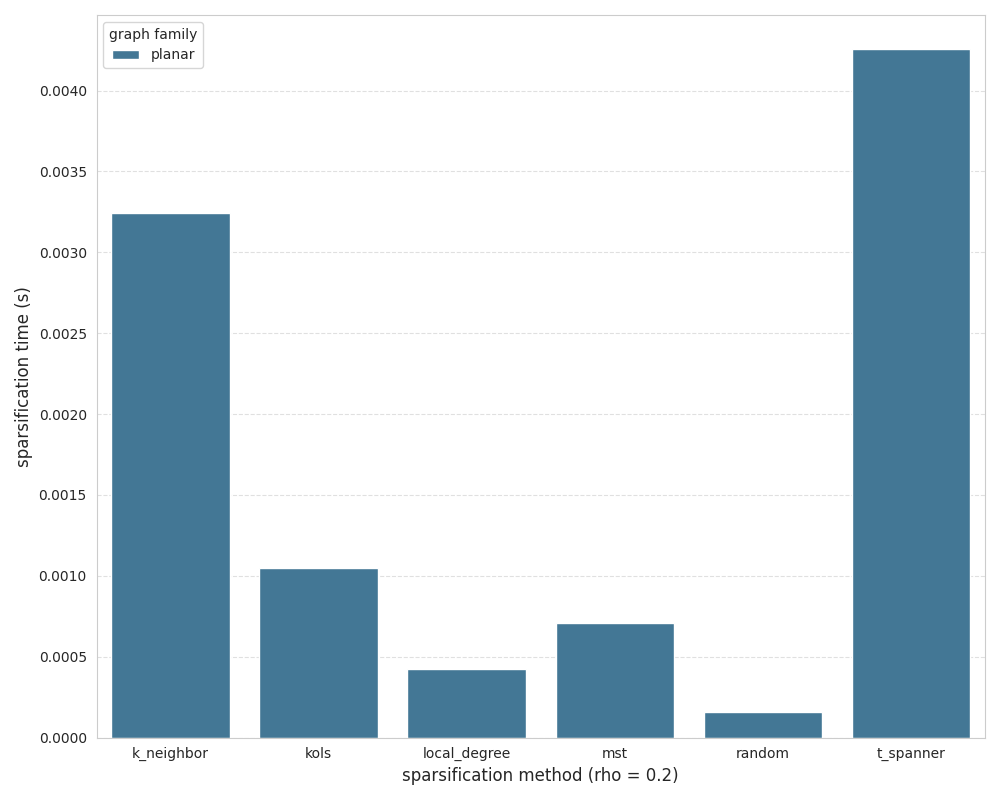 graph family
planar
0.0040
0.0035
0.0030
0.0025
0.0020
0.0015
0.0010
0.0005
0.0000
sparsification time (s)
k_neighbor kols local_degree mst random t_spanner
sparsification method (rho = 0.2)